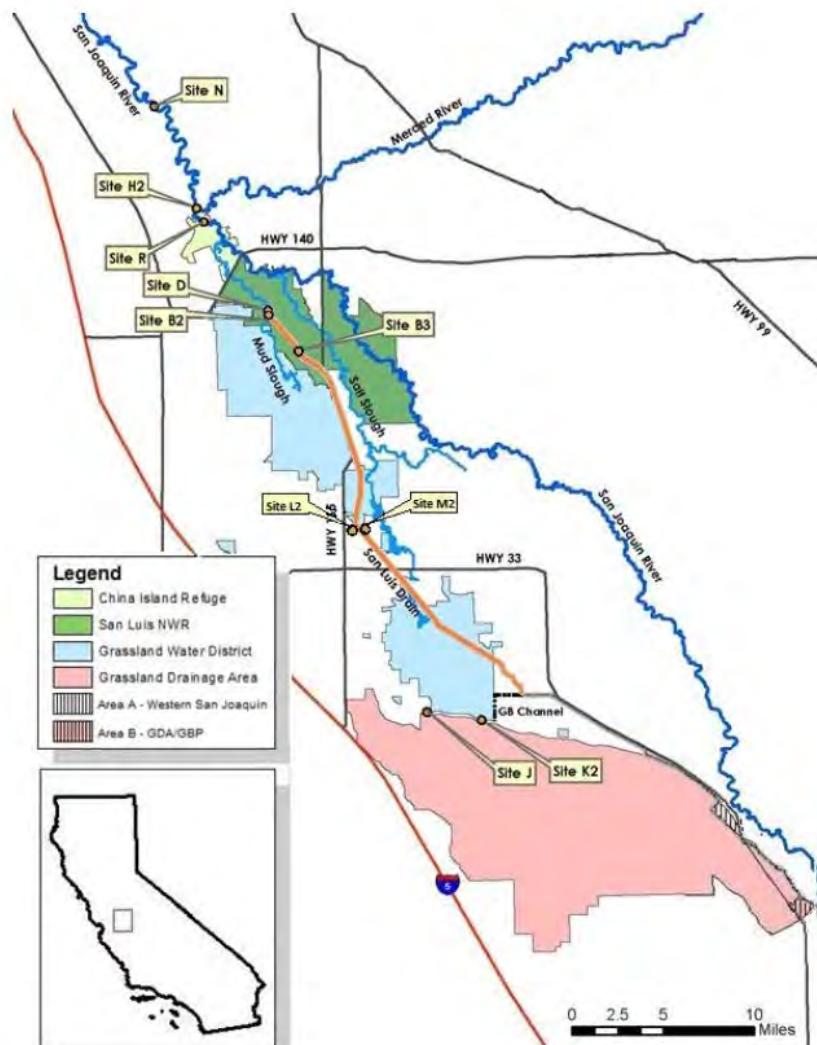 San Joaquin River
Site N
Merced River
Site H2
Site R
HWY 140
Site D
HWY 99
Site B2
Site B3
Mud Slough
Salt Slough
Site L2
Site M2
San Joaquin River
HWY
San Luis Drain
HWY 33
Legend
China Island Refuge
San Luis NWR
Grassland Water District
Grassland Drainage Area
Area A - Western San Joaquin
Area B - GDA/GBP
GB Channel
Site J
Site K2
5
0 2.5 5 10
Miles